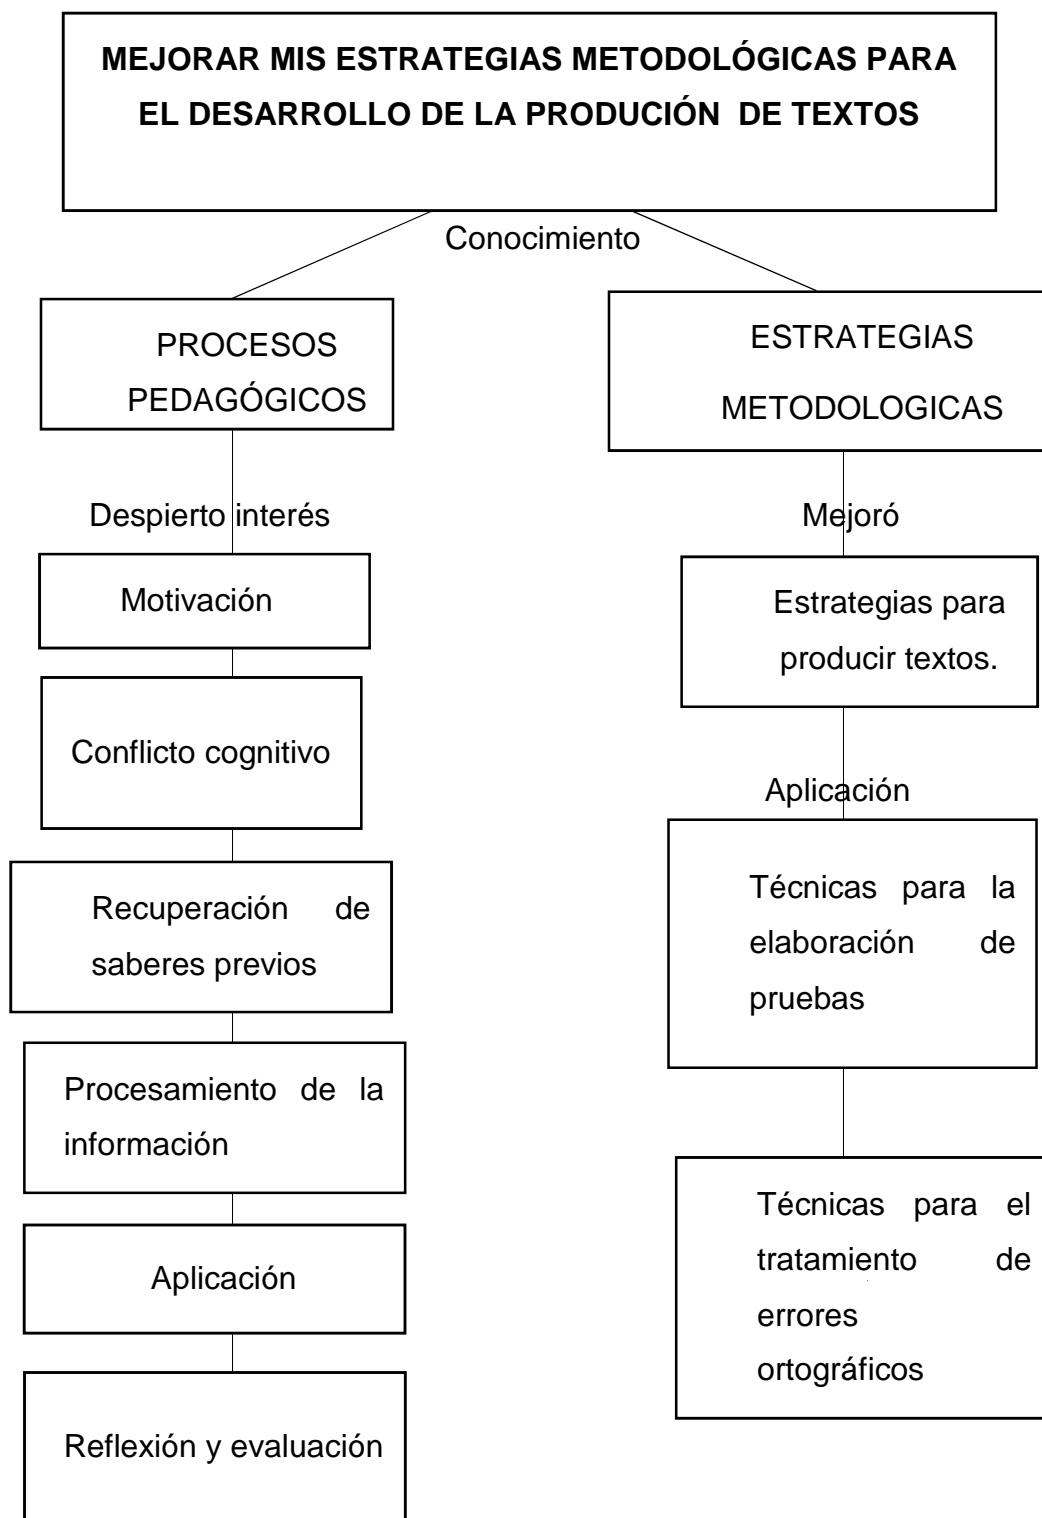 MEJORAR MIS ESTRATEGIAS METODOLÓGICAS PARA
EL DESARROLLO DE LA PRODUCIÓN DE TEXTOS
Conocimiento
PROCESOS
PEDAGÓGICOS
Despierto interés
Motivación
Conflicto cognitivo
Recuperación de
saberes previos
Procesamiento de la
información
Aplicación
Reflexión y evaluación
ESTRATEGIAS
METODOLOGICAS
Mejoró
Estrategias para
producir textos.
Aplicación
Técnicas para la
elaboración de
pruebas
Técnicas para el
tratamiento de
errores
ortográficos